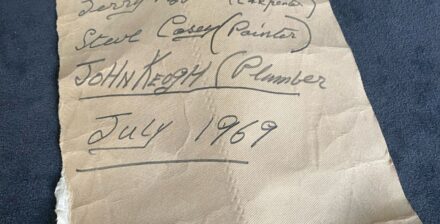 Steve Casey (Painter)
JOHN KEOGH (Plumber
JULY 1969